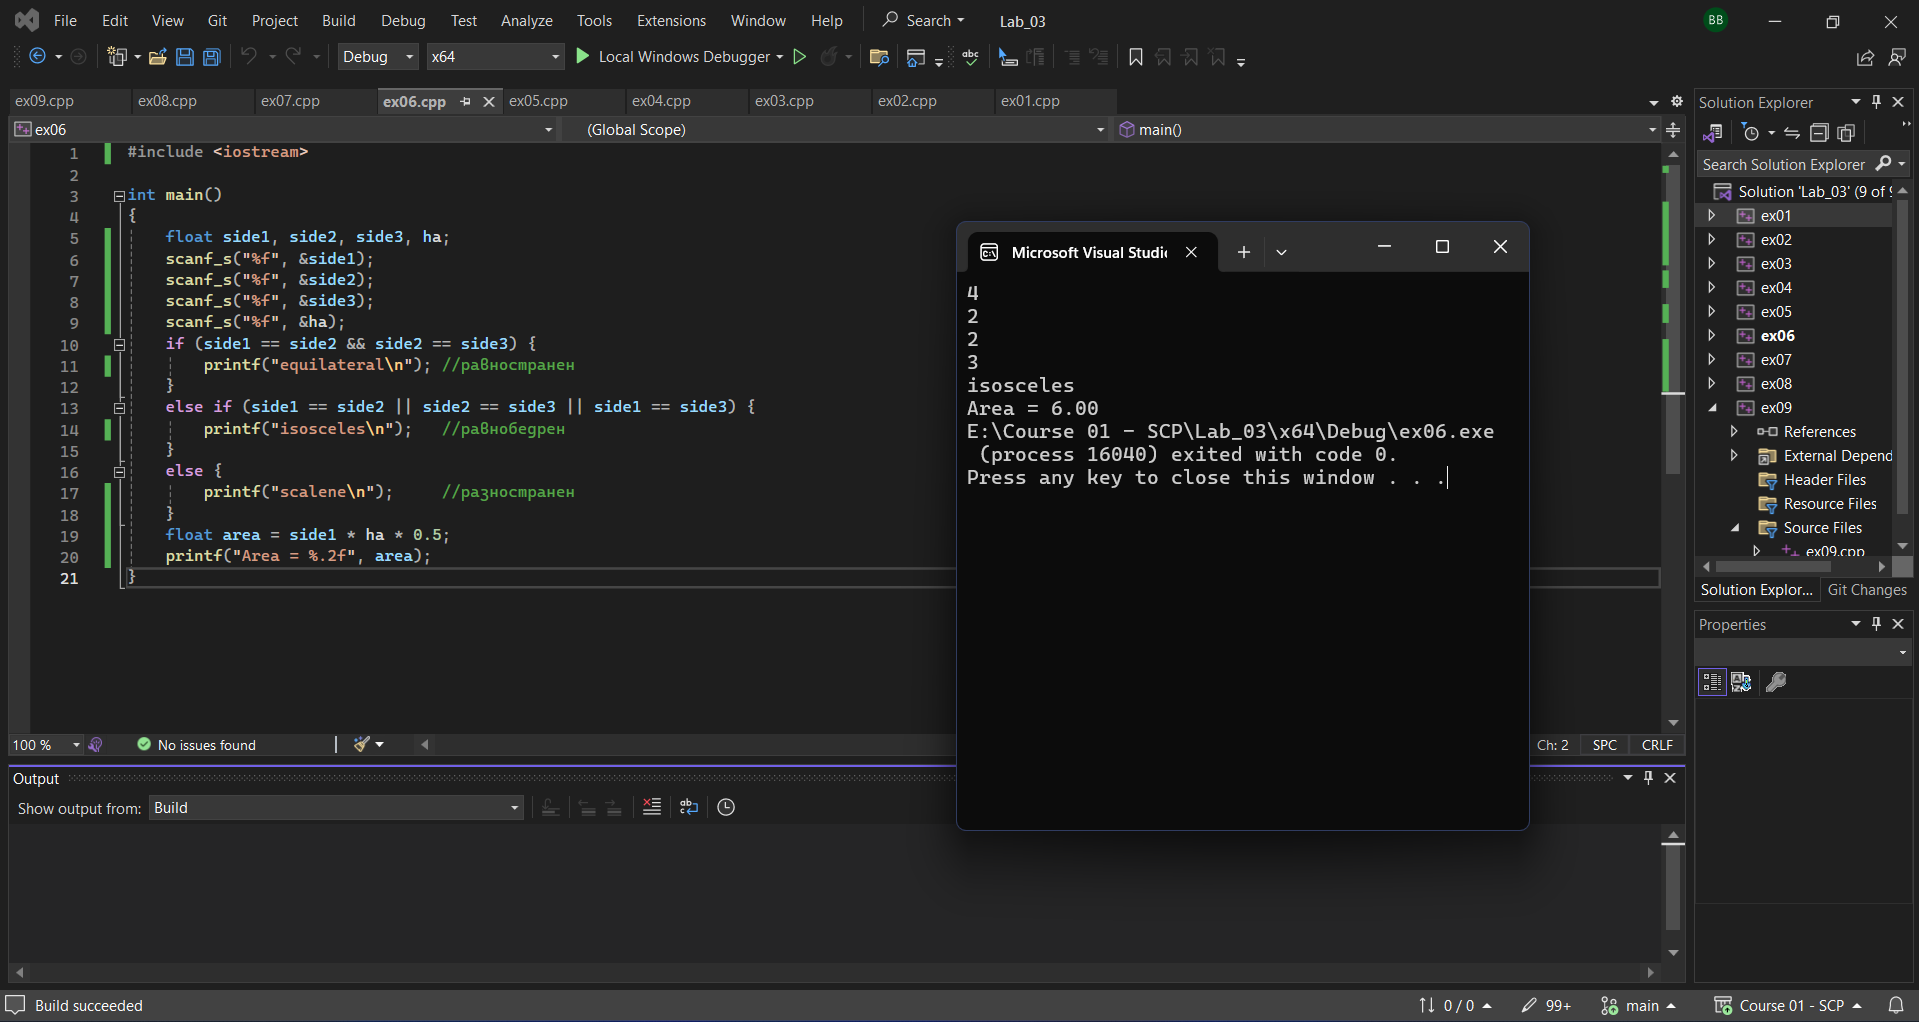 File Edit View Git Project Build Debug Test Analyze Tools Extensions Window Help Search Lab_03 BB
Debug x64 Local Windows Debugger
ex09.cpp ex08.cpp ex07.cpp ex06.cpp ex05.cpp ex04.cpp ex03.cpp ex02.cpp ex01.cpp
ex06 (Global Scope) main()
1 #include <iostream>
2
3 int main()
4 {
5 float side1, side2, side3, ha;
6 scanf_s("%f", &side1);
7 scanf_s("%f", &side2);
8 scanf_s("%f", &side3);
9 scanf_s("%f", &ha);
10 if (side1 == side2 && side2 == side3) {
11 printf("equilateral\n"); //равностранен
12 }
13 else if (side1 == side2 || side2 == side3 || side1 == side3) {
14 printf("isosceles\n"); //равнобедрен
15 }
16 else {
17 printf("scalene\n"); //разностранен
18 }
19 float area = side1 * ha * 0.5;
20 printf("Area = %.2f", area);
21 }
Microsoft Visual Studi
4
2
2
3
isosceles
Area = 6.00
E:\Course 01 - SCP\Lab_03\x64\Debug\ex06.exe
(process 16040) exited with code 0.
Press any key to close this window . . .
100 % No issues found Ch: 2 SPC CRLF
Output
Show output from: Build
Solution Explorer
Search Solution Explorer
Solution 'Lab_03' (9 of 9
ex01
ex02
ex03
ex04
ex05
ex06
ex07
ex08
ex09
References
External Depend
Header Files
Resource Files
Source Files
ex09.cpp
Solution Explor... Git Changes
Properties
Build succeeded 0 / 0 99+ main Course 01 - SCP